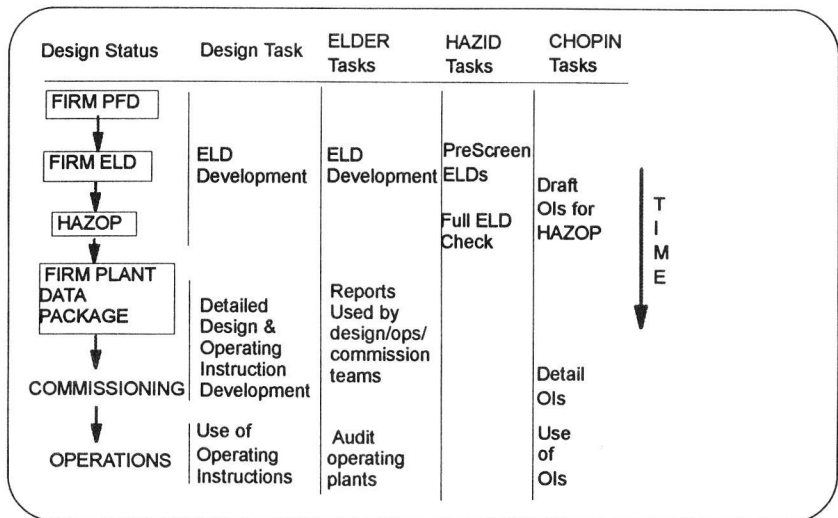 Design Status
Design Task
ELDER
Tasks
HAZID
Tasks
CHOPIN
Tasks
FIRM PFD
FIRM ELD
HAZOP
FIRM PLANT
DATA
PACKAGE
COMMISSIONING
OPERATIONS
ELD
Development
Detailed
Design &
Operating
Instruction
Development
Use of
Operating
Instructions
ELD
Development
Reports
Used by
design/ops/
commission
teams
Audit
operating
plants
PreScreen
ELDs
Full ELD
Check
Draft
OIs for
HAZOP
Detail
OIs
Use
of
OIs
T
I
M
E